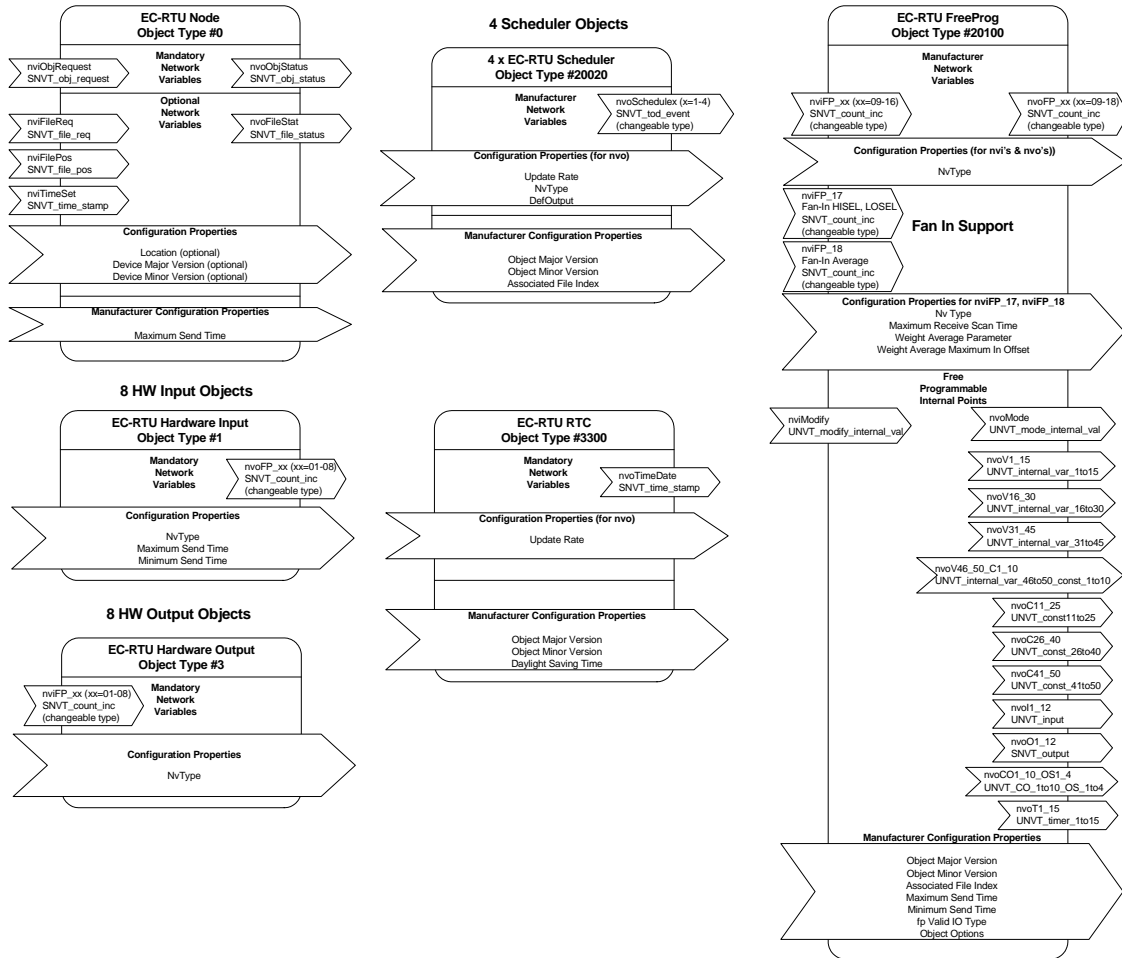 EC-RTU Node
Object Type #0
Mandatory
Network
Variables
nviObjRequest
SNVT_obj_request
nvoObjStatus
SNVT_obj_status
Optional
Network
Variables
nviFileReq
SNVT_file_req
nvoFileStat
SNVT_file_status
nviFilePos
SNVT_file_pos
nviTimeSet
SNVT_time_stamp
Configuration Properties
Location (optional)
Device Major Version (optional)
Device Minor Version (optional)
Manufacturer Configuration Properties
Maximum Send Time
8 HW Input Objects
EC-RTU Hardware Input
Object Type #1
Mandatory
Network
Variables
nvoFP_xx (xx=01-08)
SNVT_count_inc
(changeable type)
Configuration Properties
NvType
Maximum Send Time
Minimum Send Time
8 HW Output Objects
EC-RTU Hardware Output
Object Type #3
Mandatory
Network
Variables
nviFP_xx (xx=01-08)
SNVT_count_inc
(changeable type)
Configuration Properties
NvType
4 Scheduler Objects
4 x EC-RTU Scheduler
Object Type #20020
Manufacturer
Network
Variables
nvoSchedulex (x=1-4)
SNVT_tod_event
(changeable type)
Configuration Properties (for nvo)
Update Rate
NvType
DefOutput
Manufacturer Configuration Properties
Object Major Version
Object Minor Version
Associated File Index
EC-RTU RTC
Object Type #3300
Mandatory
Network
Variables
nvoTimeDate
SNVT_time_stamp
Configuration Properties (for nvo)
Update Rate
Manufacturer Configuration Properties
Object Major Version
Object Minor Version
Daylight Saving Time
EC-RTU FreeProg
Object Type #20100
Manufacturer
Network
Variables
nviFP_xx (xx=09-16)
SNVT_count_inc
(changeable type)
nvoFP_xx (xx=09-18)
SNVT_count_inc
(changeable type)
Configuration Properties (for nvi's & nvo's))
NvType
nviFP_17
Fan-In HISEL, LOSEL
SNVT_count_inc
(changeable type)
Fan In Support
nviFP_18
Fan-In Average
SNVT_count_inc
(changeable type)
Configuration Properties for nviFP_17, nviFP_18
Nv Type
Maximum Receive Scan Time
Weight Average Parameter
Weight Average Maximum In Offset
Free
Programmable
Internal Points
nviModify
UNVT_modify_internal_val
nvoMode
UNVT_mode_internal_val
nvoV1_15
UNVT_internal_var_1to15
nvoV16_30
UNVT_internal_var_16to30
nvoV31_45
UNVT_internal_var_31to45
nvoV46_50_C1_10
UNVT_internal_var_46to50_const_1to10
nvoC11_25
UNVT_const11to25
nvoC26_40
UNVT_const_26to40
nvoC41_50
UNVT_const_41to50
nvoI1_12
UNVT_input
nvoO1_12
SNVT_output
nvoCO1_10_OS1_4
UNVT_CO_1to10_OS_1to4
nvoT1_15
UNVT_timer_1to15
Manufacturer Configuration Properties
Object Major Version
Object Minor Version
Associated File Index
Maximum Send Time
Minimum Send Time
fp Valid IO Type
Object Options